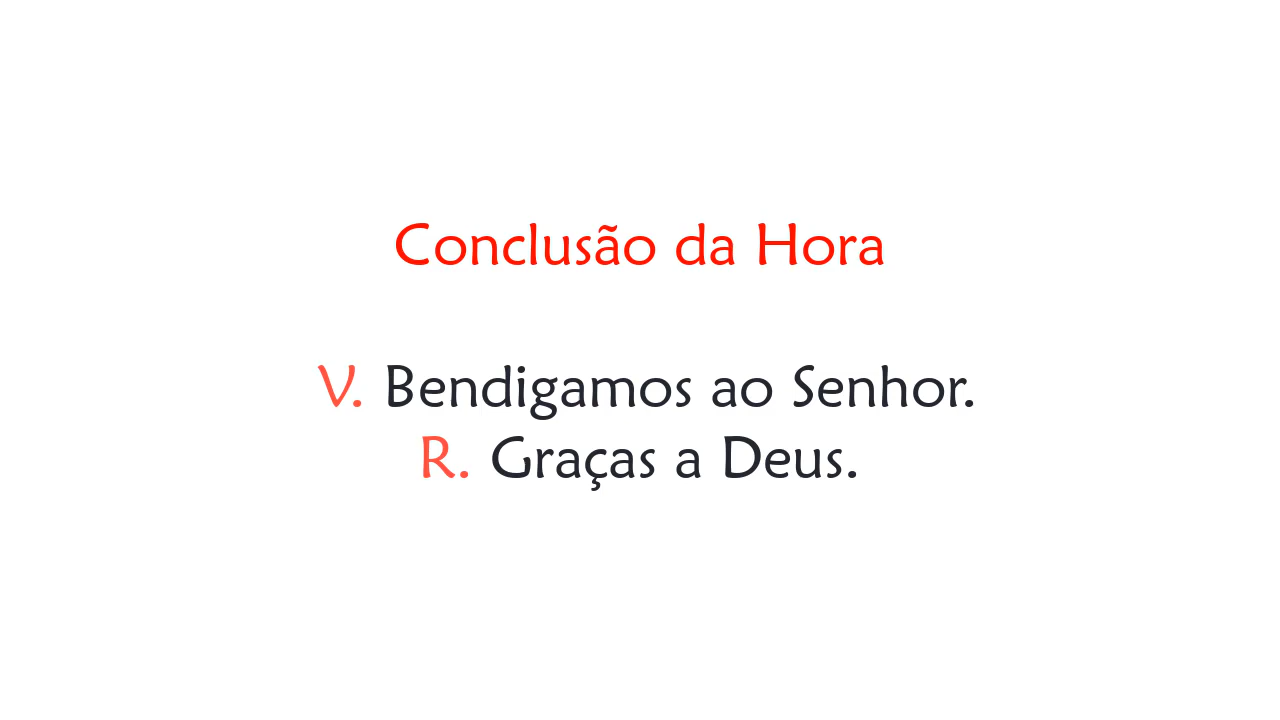 Conclusão da Hora
V. Bendigamos ao Senhor.
R. Graças a Deus.